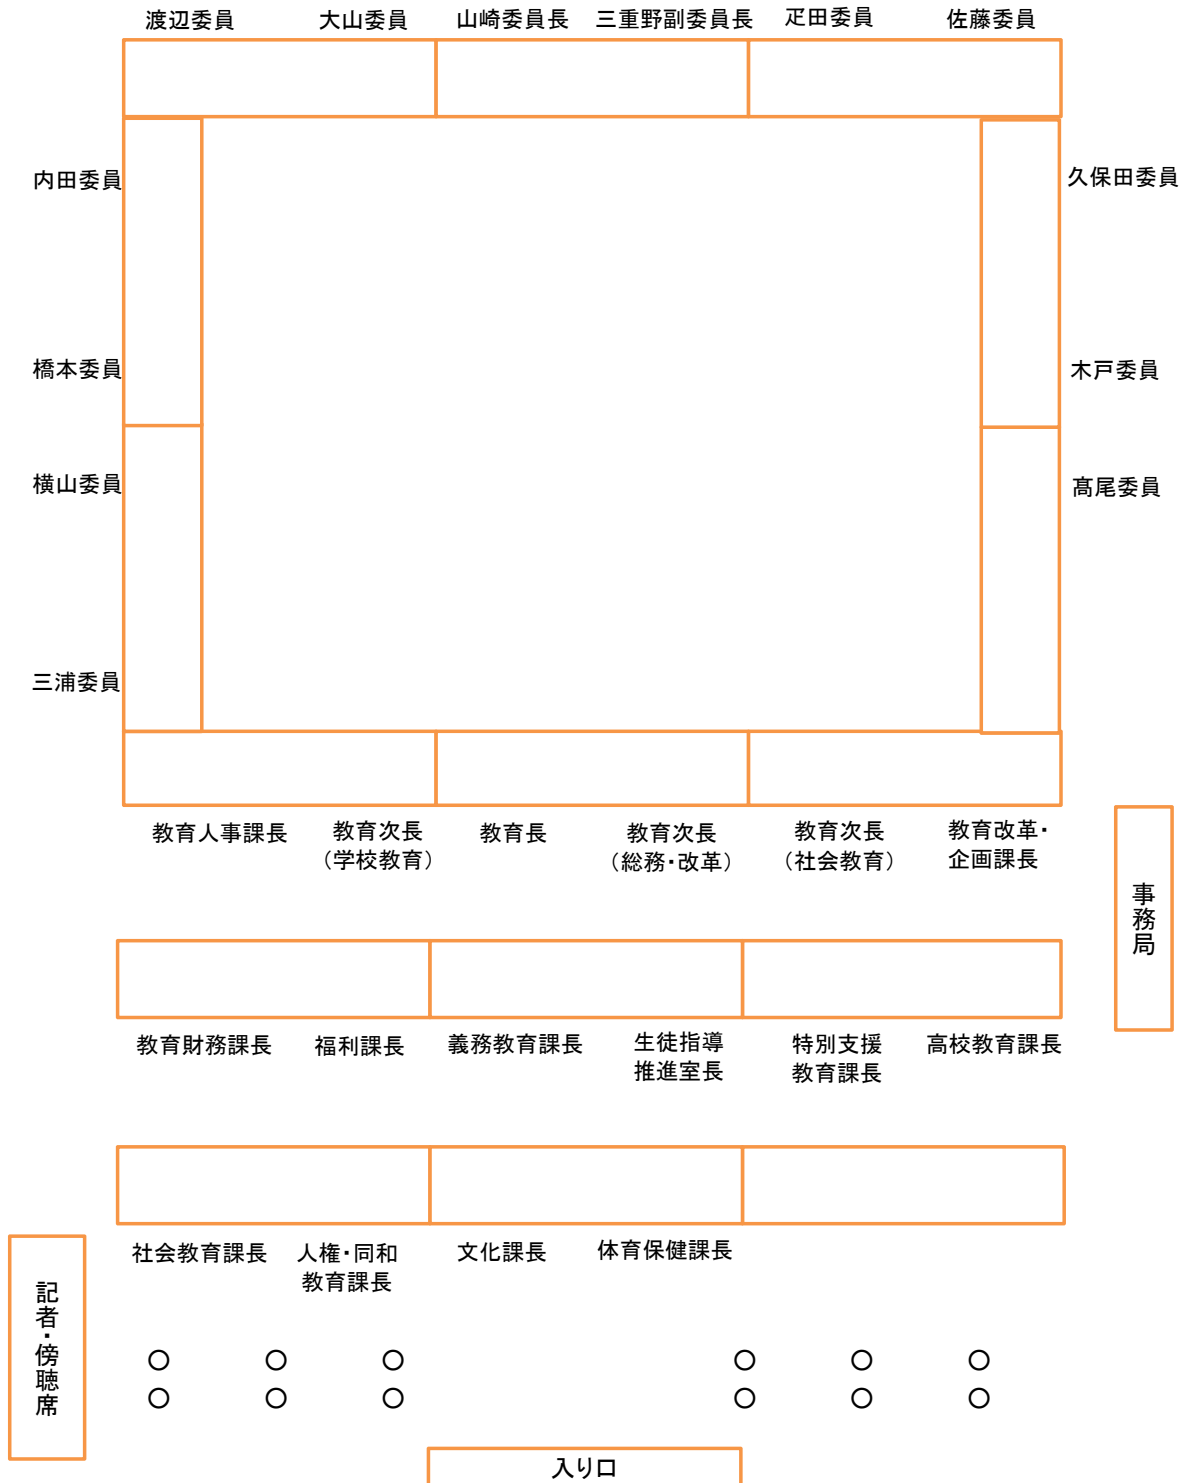 渡辺委員
大山委員
山崎委員長
三重野副委員長
疋田委員
佐藤委員
内田委員
久保田委員
橋本委員
木戸委員
横山委員
髙尾委員
三浦委員
教育人事課長
教育次長
（学校教育）
教育長
教育次長
（総務・改革）
教育次長
（社会教育）
教育改革・
企画課長
事務局
教育財務課長
福利課長
義務教育課長
生徒指導
推進室長
特別支援
教育課長
高校教育課長
社会教育課長
人権・同和
教育課長
文化課長
体育保健課長
記者・傍聴席
○ ○ ○ ○ ○ ○
○ ○ ○ ○ ○ ○
入り口